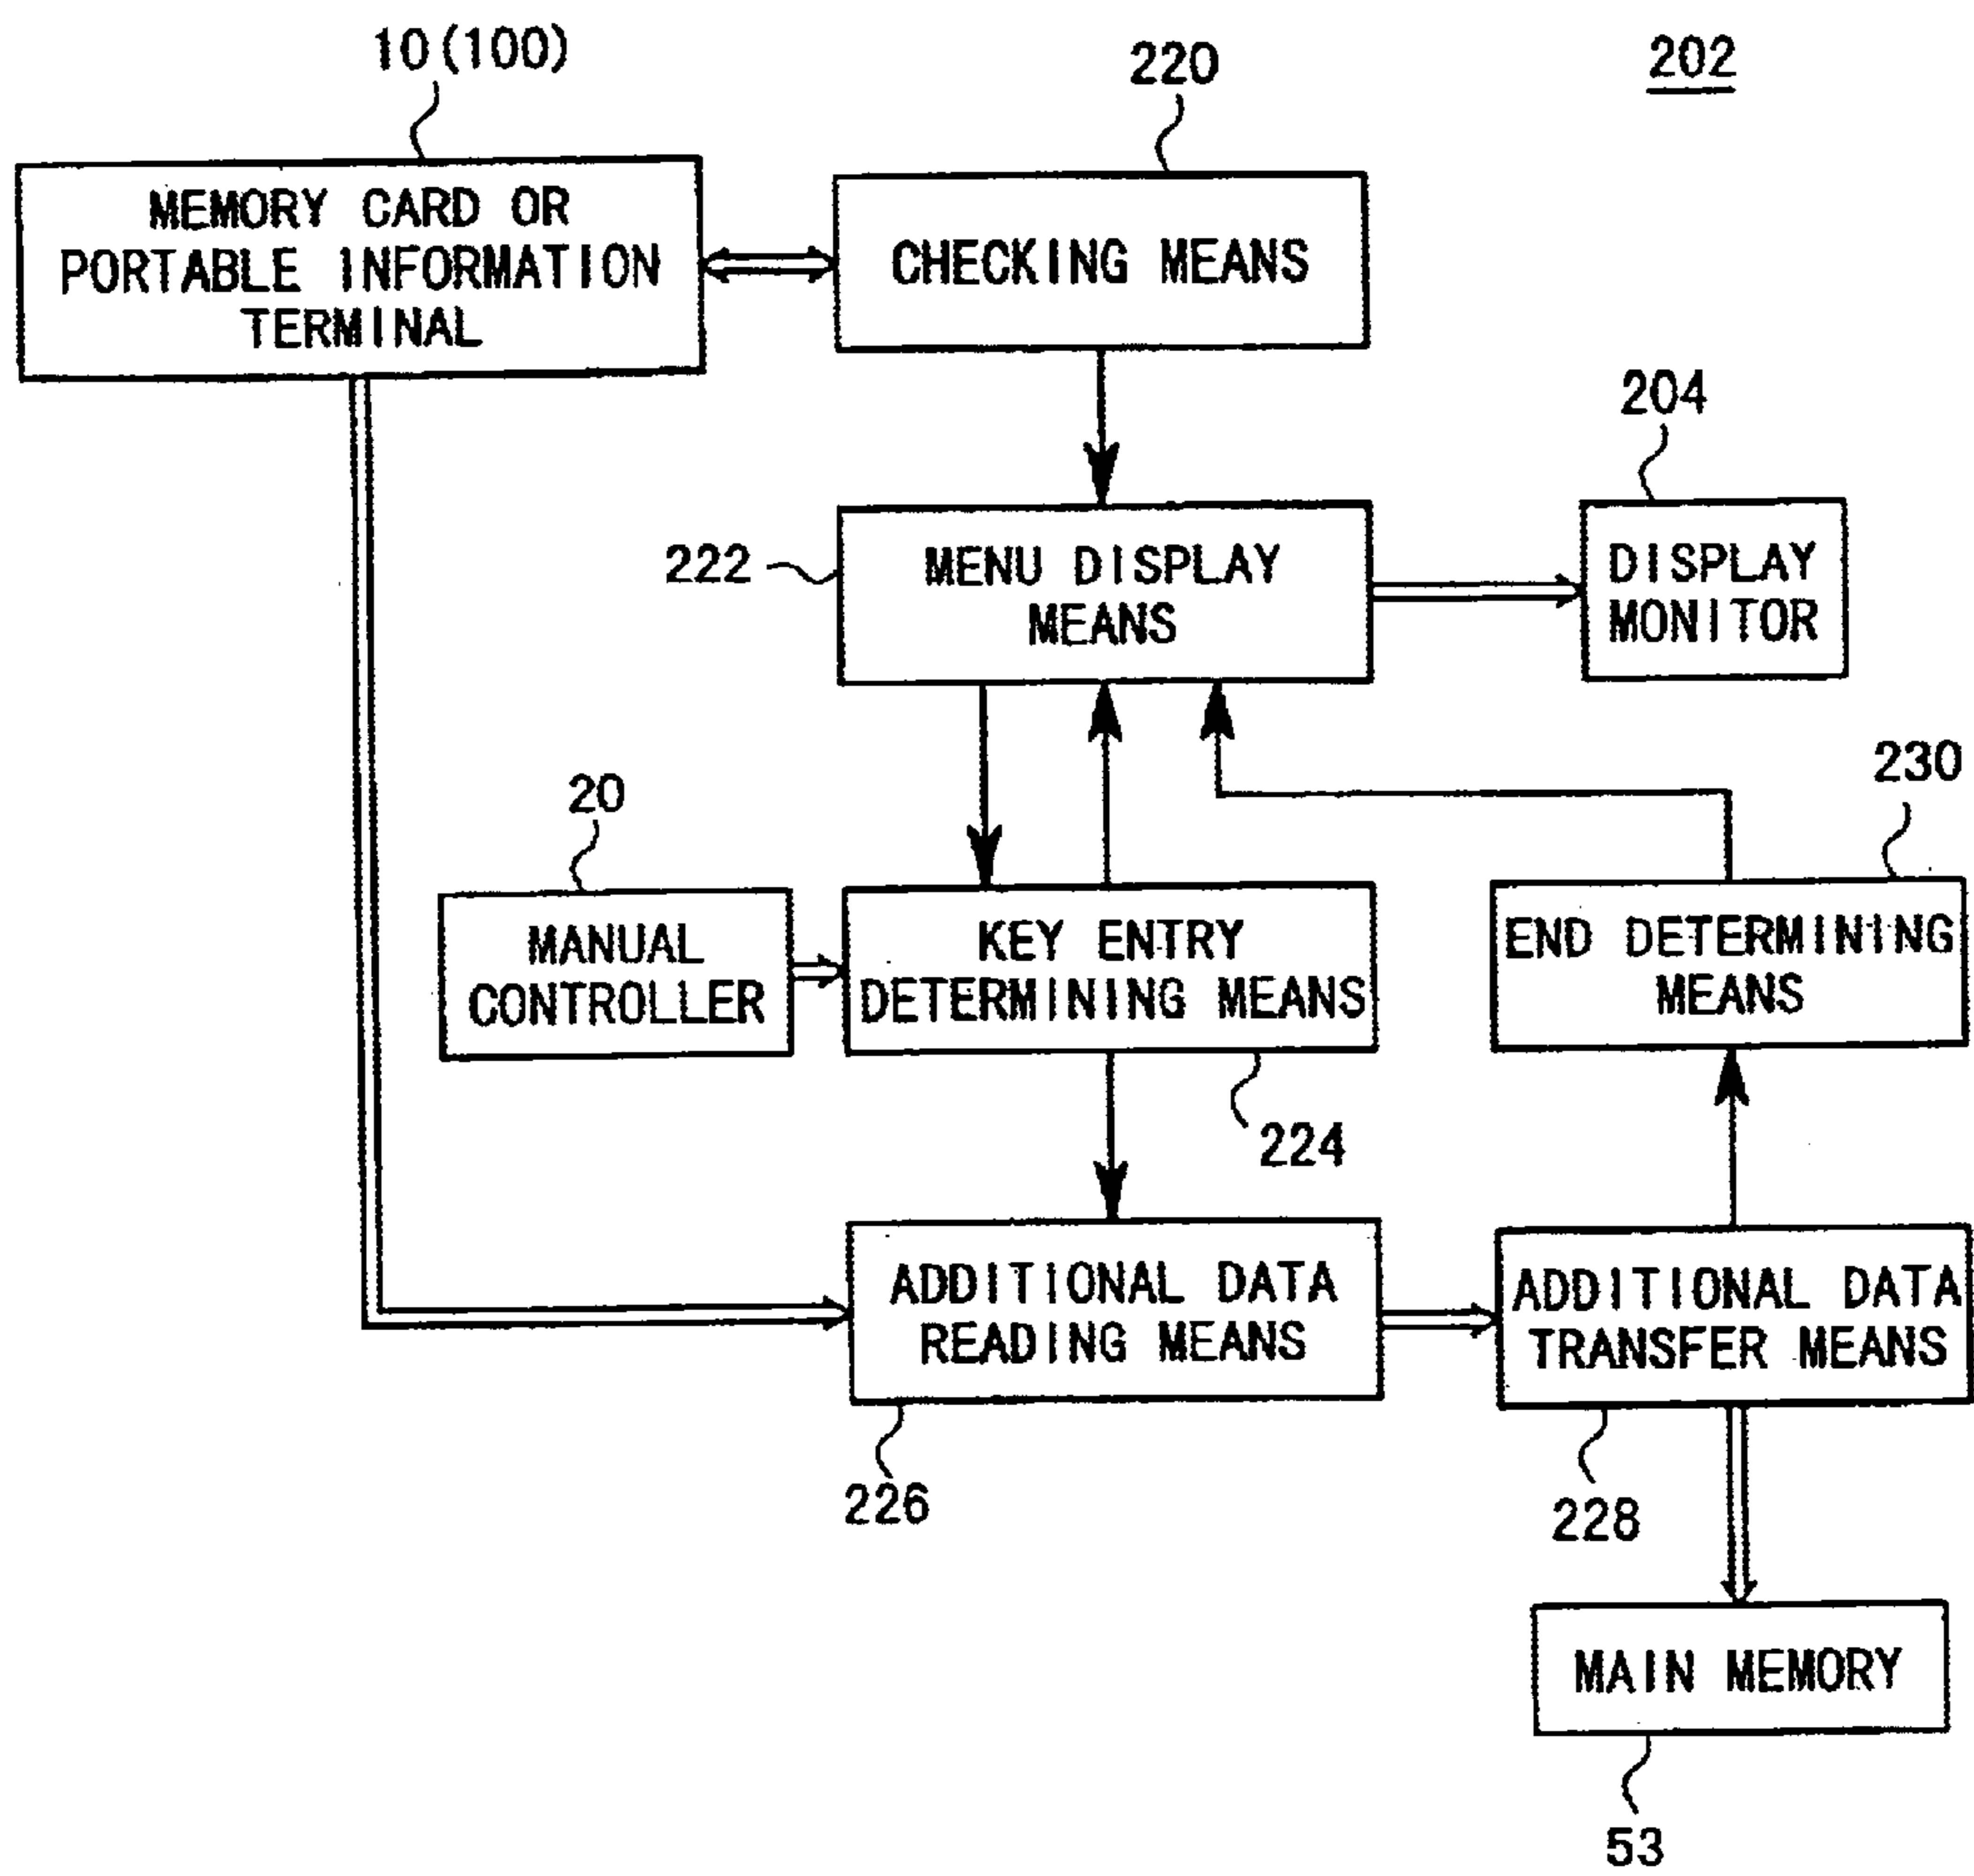 10(100)
220
202
MEMORY CARD OR
PORTABLE INFORMATION
TERMINAL
CHECKING MEANS
204
222
MENU DISPLAY
MEANS
DISPLAY
MONITOR
20
230
MANUAL
CONTROLLER
KEY ENTRY
DETERMINING MEANS
END DETERMINING
MEANS
224
ADDITIONAL DATA
READING MEANS
ADDITIONAL DATA
TRANSFER MEANS
226
228
MAIN MEMORY
53